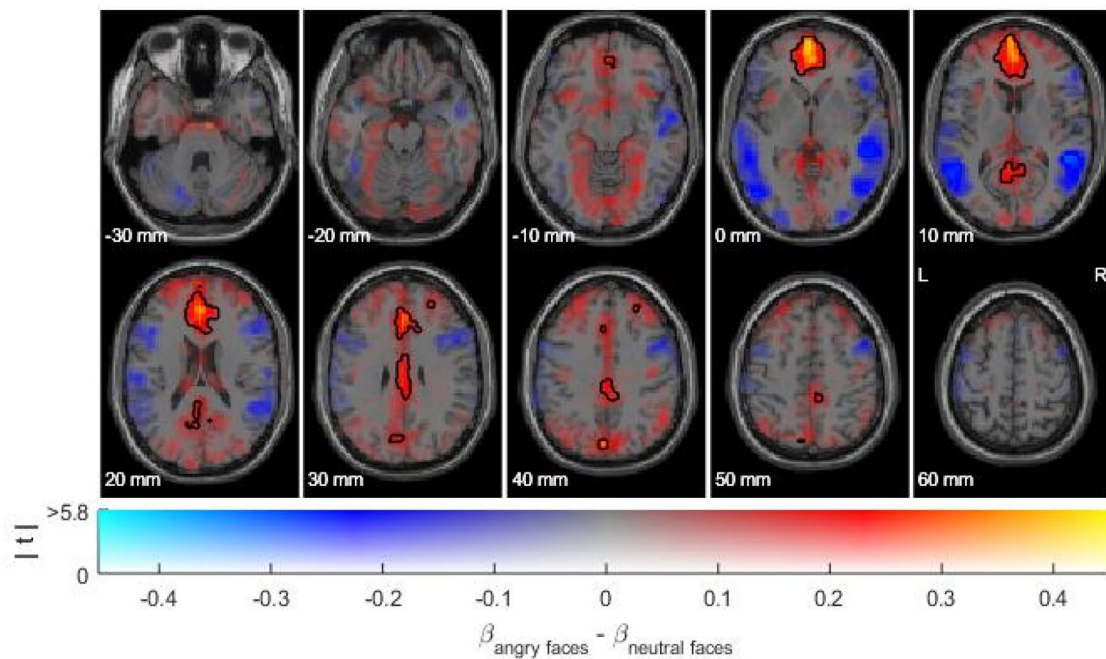 -30 mm
-20 mm
-10 mm
0 mm
10 mm
L R
20 mm
30 mm
40 mm
50 mm
60 mm
>5.8
| t |
0
-0.4 -0.3 -0.2 -0.1 0 0.1 0.2 0.3 0.4
β angry faces - β neutral faces